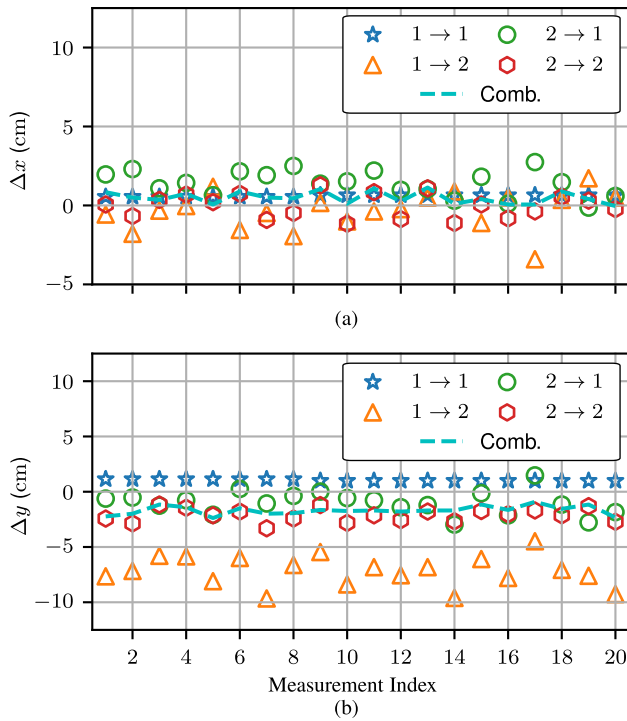 10
5
0
−5
Δx (cm)
1 → 1
2 → 1
1 → 2
2 → 2
Comb.
(a)
10
5
0
−5
−10
Δy (cm)
1 → 1
2 → 1
1 → 2
2 → 2
Comb.
2 4 6 8 10 12 14 16 18 20
Measurement Index
(b)